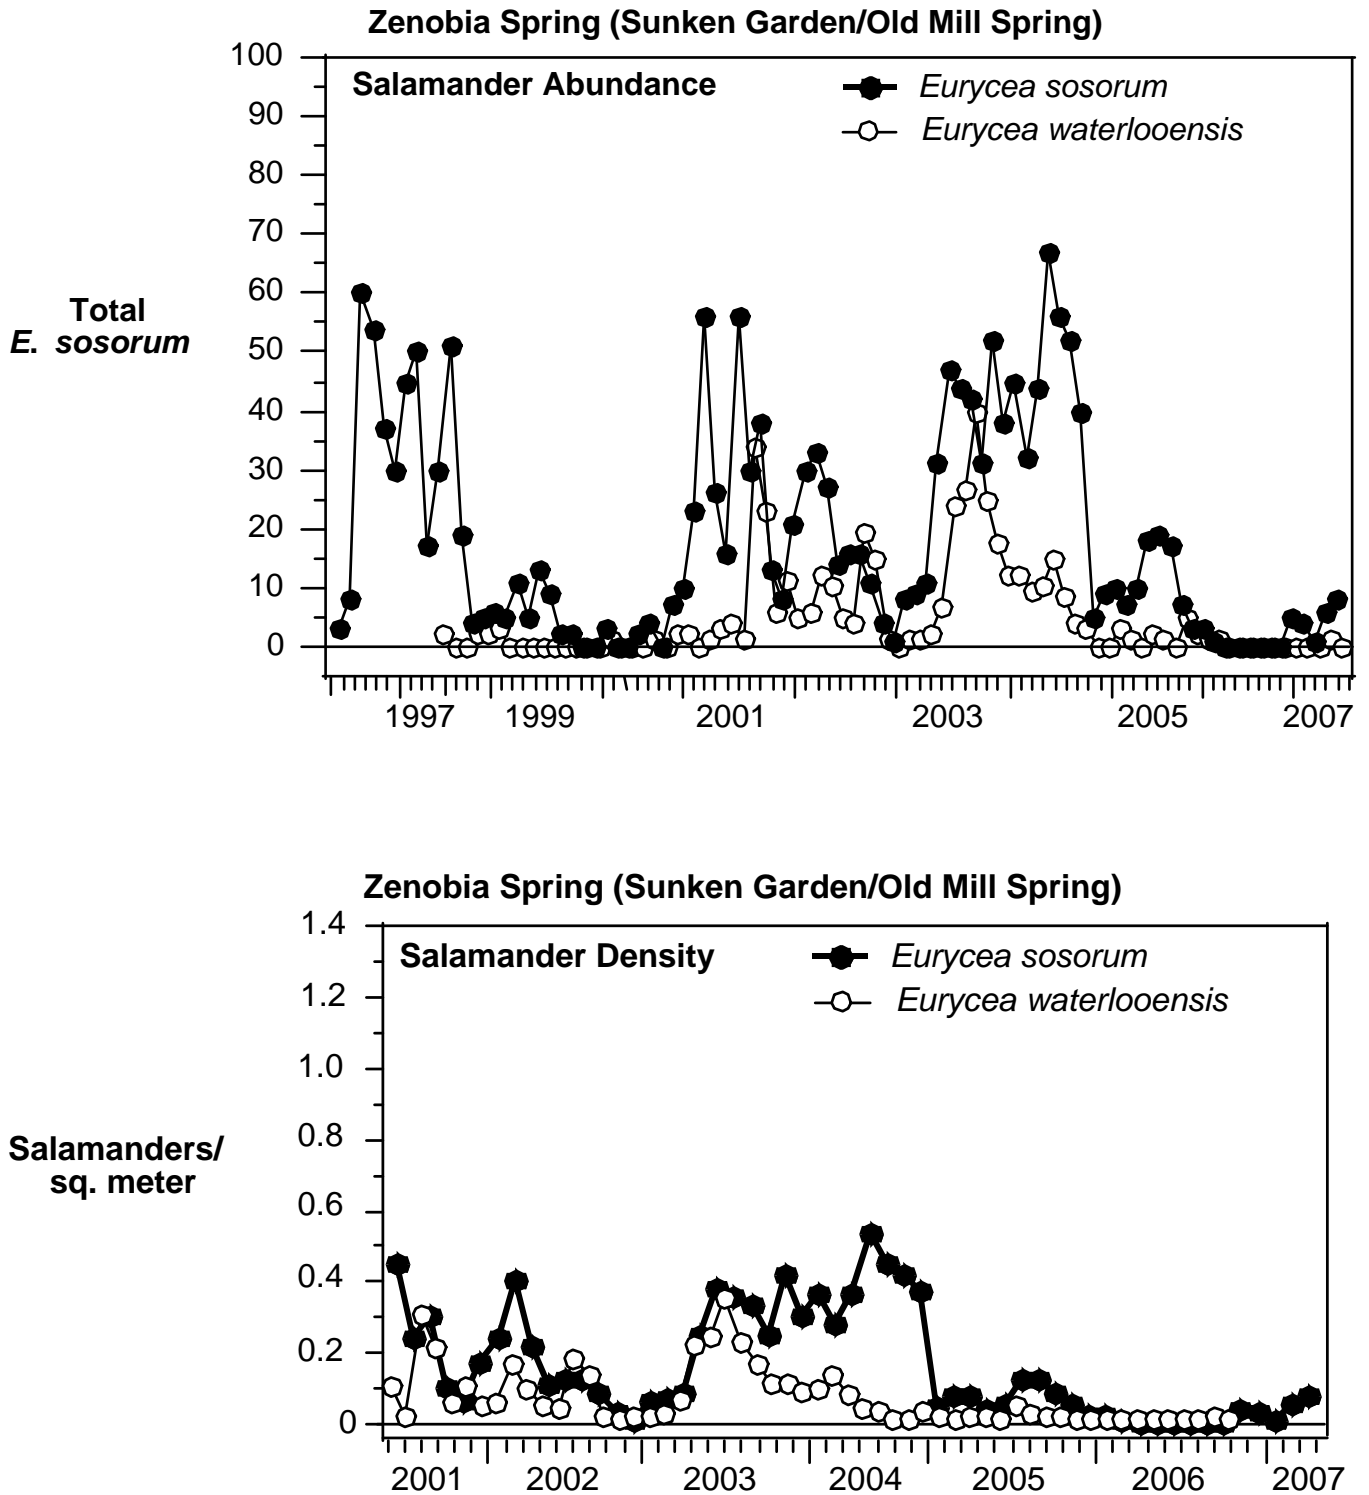 Zenobia Spring (Sunken Garden/Old Mill Spring)
Salamander Abundance
Eurycea sosorum
Eurycea waterlooensis
Total
E. sosorum
100
90
80
70
60
50
40
30
20
10
0
1997 1999 2001 2003 2005 2007
Zenobia Spring (Sunken Garden/Old Mill Spring)
Salamander Density
Eurycea sosorum
Eurycea waterlooensis
Salamanders/
sq. meter
1.4
1.2
1.0
0.8
0.6
0.4
0.2
0
2001 2002 2003 2004 2005 2006 2007